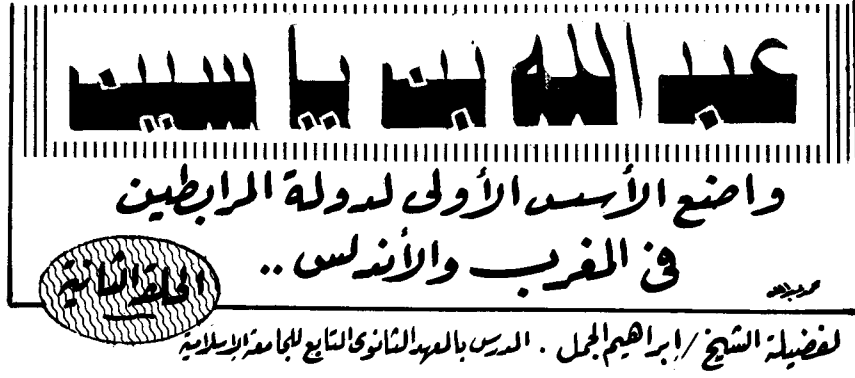 عبد الله بن ياسين
واضع الأسس الأولى لدولة المرابطين
في المغرب والأندلس ..
الحلقة الثانية
لفضيلة الشيخ / إبراهيم الجمل . المدرس بالمعهد الثانوى التابع للجامعة الإسلامية